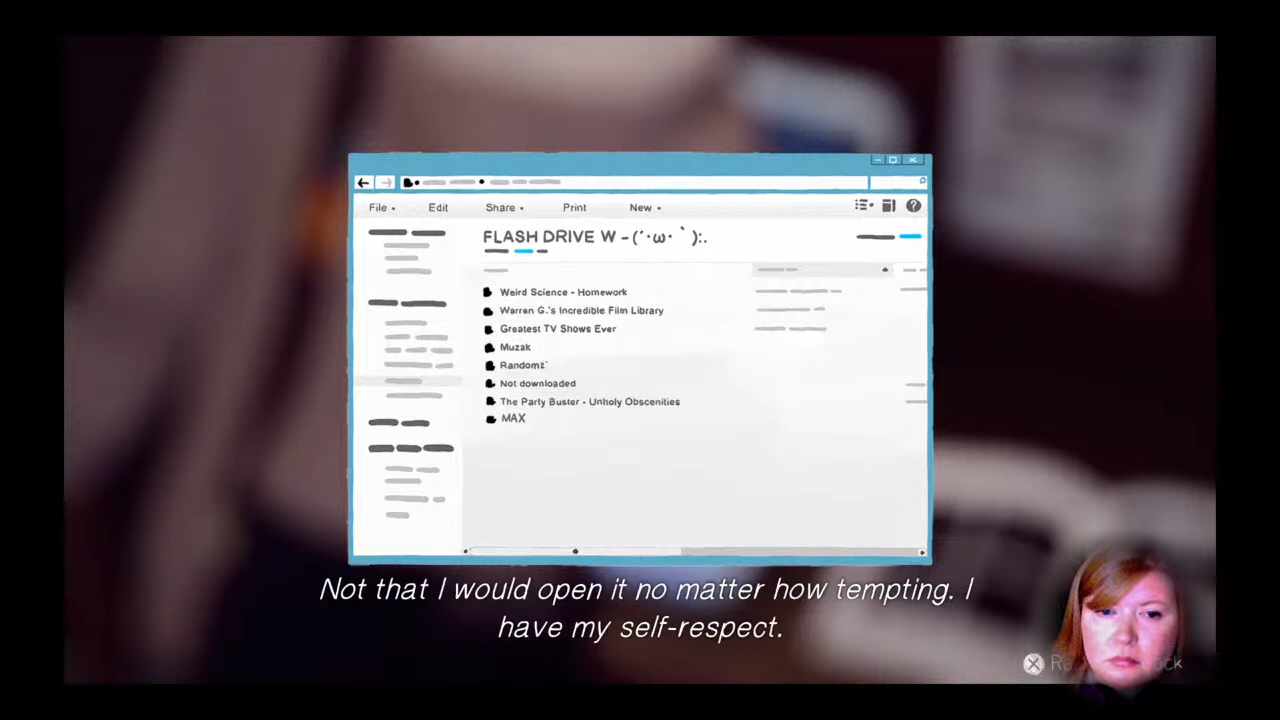 File Edit Share Print New
FLASH DRIVE W - (´･ω･｀):.
Weird Science - Homework
Warren G.'s Incredible Film Library
Greatest TV Shows Ever
Muzak
Randomz'
Not downloaded
The Party Buster - Unholy Obscenities
MAX
Not that I would open it no matter how tempting. I
have my self-respect.